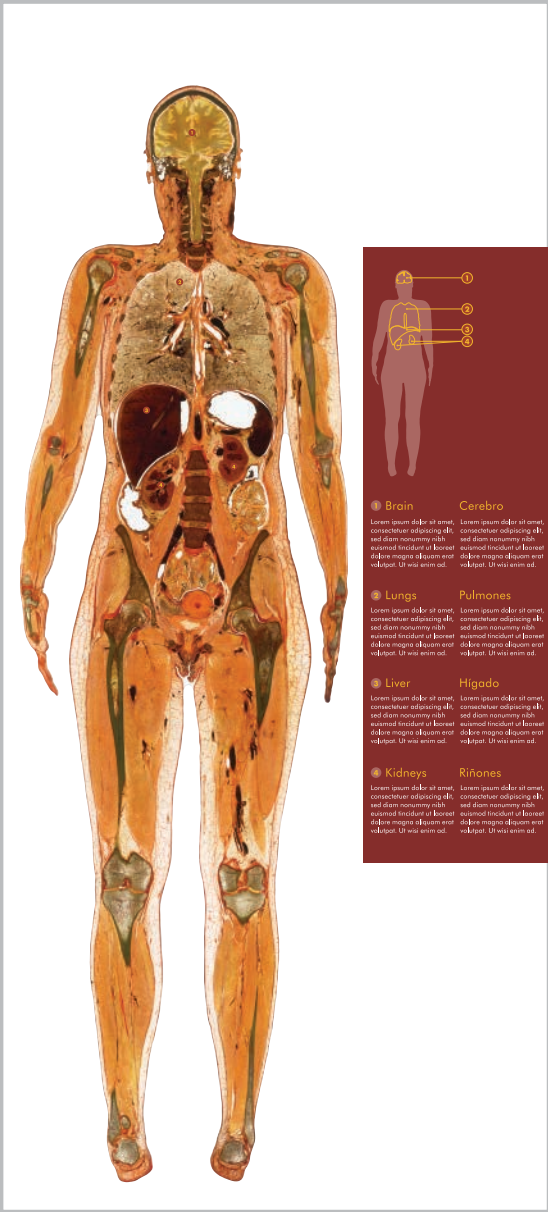 1
2
3
4
1
2
3
4
1 Brain
Lorem ipsum dolor sit amet,
consectetuer adipiscing elit,
sed diam nonummy nibh
euismod tincidunt ut laoreet
dolore magna aliquam erat
volutpat. Ut wisi enim ad.
Cerebro
Lorem ipsum dolor sit amet,
consectetuer adipiscing elit,
sed diam nonummy nibh
euismod tincidunt ut laoreet
dolore magna aliquam erat
volutpat. Ut wisi enim ad.
2 Lungs
Lorem ipsum dolor sit amet,
consectetuer adipiscing elit,
sed diam nonummy nibh
euismod tincidunt ut laoreet
dolore magna aliquam erat
volutpat. Ut wisi enim ad.
Pulmones
Lorem ipsum dolor sit amet,
consectetuer adipiscing elit,
sed diam nonummy nibh
euismod tincidunt ut laoreet
dolore magna aliquam erat
volutpat. Ut wisi enim ad.
3 Liver
Lorem ipsum dolor sit amet,
consectetuer adipiscing elit,
sed diam nonummy nibh
euismod tincidunt ut laoreet
dolore magna aliquam erat
volutpat. Ut wisi enim ad.
Hígado
Lorem ipsum dolor sit amet,
consectetuer adipiscing elit,
sed diam nonummy nibh
euismod tincidunt ut laoreet
dolore magna aliquam erat
volutpat. Ut wisi enim ad.
4 Kidneys
Lorem ipsum dolor sit amet,
consectetuer adipiscing elit,
sed diam nonummy nibh
euismod tincidunt ut laoreet
dolore magna aliquam erat
volutpat. Ut wisi enim ad.
Riñones
Lorem ipsum dolor sit amet,
consectetuer adipiscing elit,
sed diam nonummy nibh
euismod tincidunt ut laoreet
dolore magna aliquam erat
volutpat. Ut wisi enim ad.